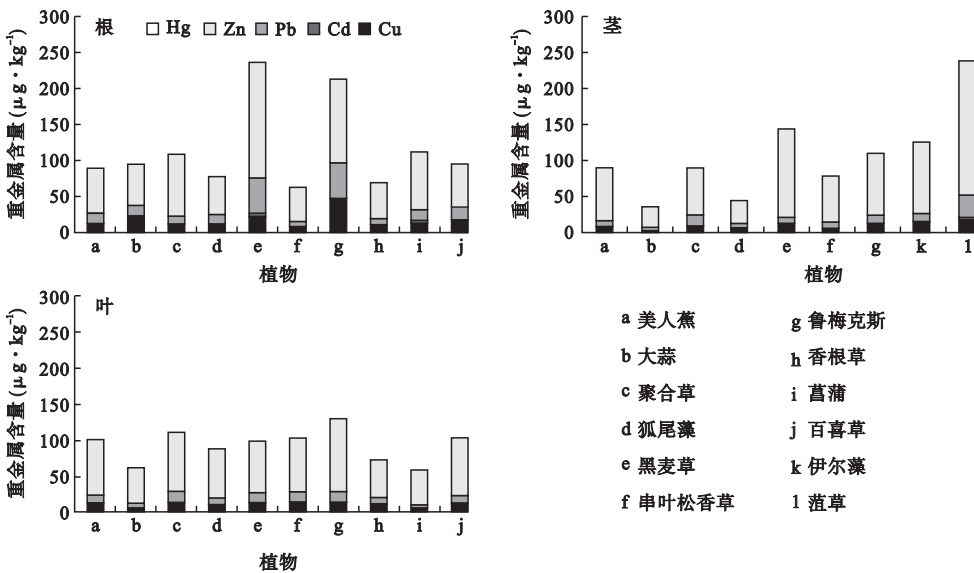 根 Hg Zn Pb Cd Cu
300
250
200
150
100
50
0
重金属含量 (μg·kg⁻¹)
a b c d e f g h i j
植物
茎
300
250
200
150
100
50
0
重金属含量 (μg·kg⁻¹)
a b c d e f g k l
植物
叶
300
250
200
150
100
50
0
重金属含量 (μg·kg⁻¹)
a b c d e f g h i j
植物
a 美人蕉
b 大蒜
c 聚合草
d 狐尾藻
e 黑麦草
f 串叶松香草
g 鲁梅克斯
h 香根草
i 菖蒲
j 百喜草
k 伊尔藻
l 菹草